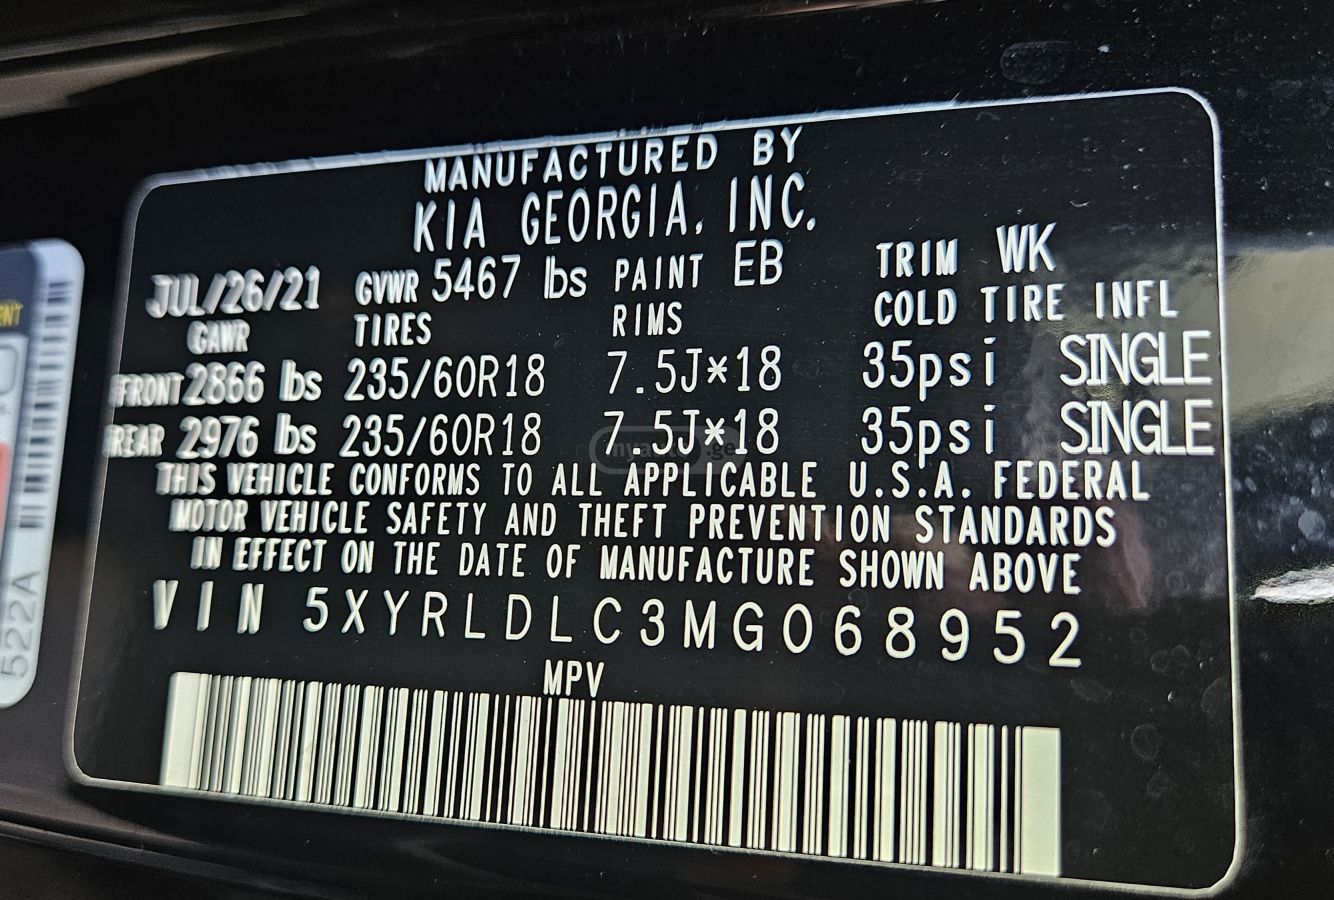 MANUFACTURED BY
KIA GEORGIA, INC.
JUL/26/21 GVWR 5467 lbs PAINT EB TRIM WK
GAWR TIRES RIMS COLD TIRE INFL
FRONT 2866 lbs 235/60R18 7.5J*18 35psi SINGLE
REAR 2976 lbs 235/60R18 7.5J*18 35psi SINGLE
THIS VEHICLE CONFORMS TO ALL APPLICABLE U.S.A. FEDERAL
MOTOR VEHICLE SAFETY AND THEFT PREVENTION STANDARDS
IN EFFECT ON THE DATE OF MANUFACTURE SHOWN ABOVE
VIN 5XYRLDLC3MG068952
MPV
522A
myauto.ge